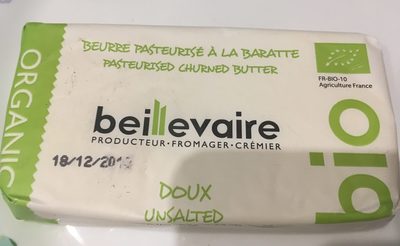 ORGANIC
BEURRE PASTEURISÉ À LA BARATTE
PASTEURISED CHURNED BUTTER
FR-BIO-10
Agriculture France
beillevaire
PRODUCTEUR·FROMAGER·CRÉMIER
DOUX
UNSALTED
bio